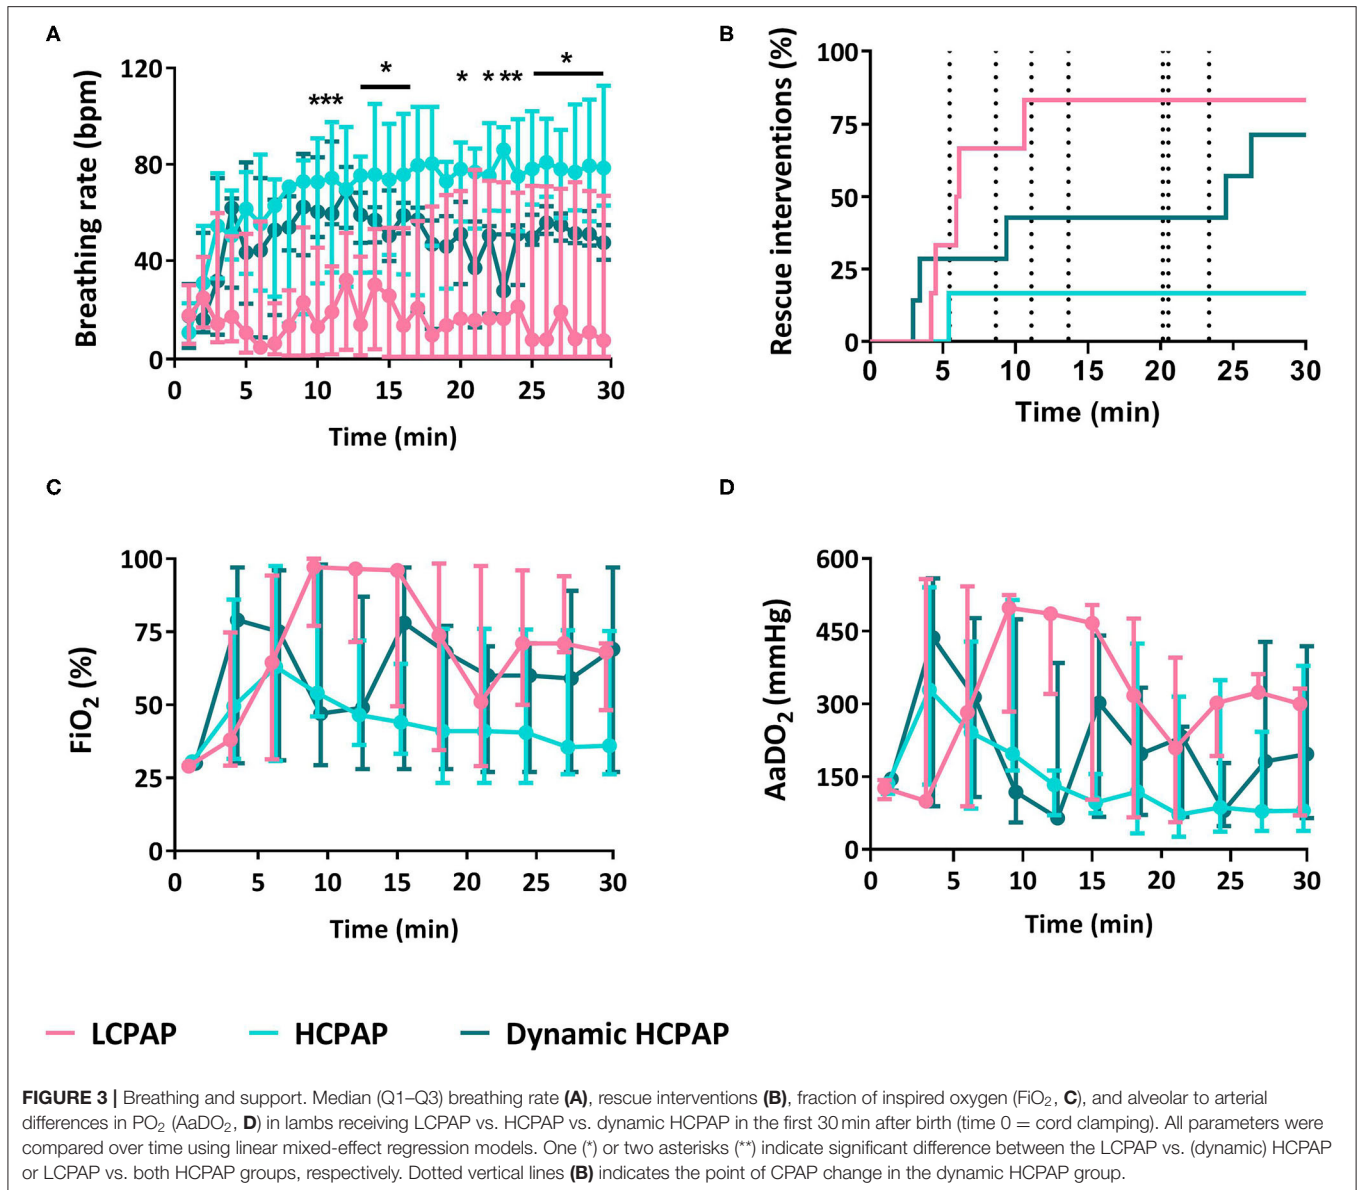 A
Breathing rate (bpm)
120
80
40
0
*** * * * ** *
0 5 10 15 20 25 30
Time (min)
B
Rescue interventions (%)
100
75
50
25
0
0 5 10 15 20 25 30
Time (min)
C
FiO2 (%)
100
75
50
25
0
0 5 10 15 20 25 30
Time (min)
D
AaDO2 (mmHg)
600
450
300
150
0
0 5 10 15 20 25 30
Time (min)
LCPAP HCPAP Dynamic HCPAP
FIGURE 3 | Breathing and support. Median (Q1–Q3) breathing rate (A), rescue interventions (B), fraction of inspired oxygen (FiO2, C), and alveolar to arterial
differences in PO2 (AaDO2, D) in lambs receiving LCPAP vs. HCPAP vs. dynamic HCPAP in the first 30 min after birth (time 0 = cord clamping). All parameters were
compared over time using linear mixed-effect regression models. One (*) or two asterisks (**) indicate significant difference between the LCPAP vs. (dynamic) HCPAP
or LCPAP vs. both HCPAP groups, respectively. Dotted vertical lines (B) indicates the point of CPAP change in the dynamic HCPAP group.